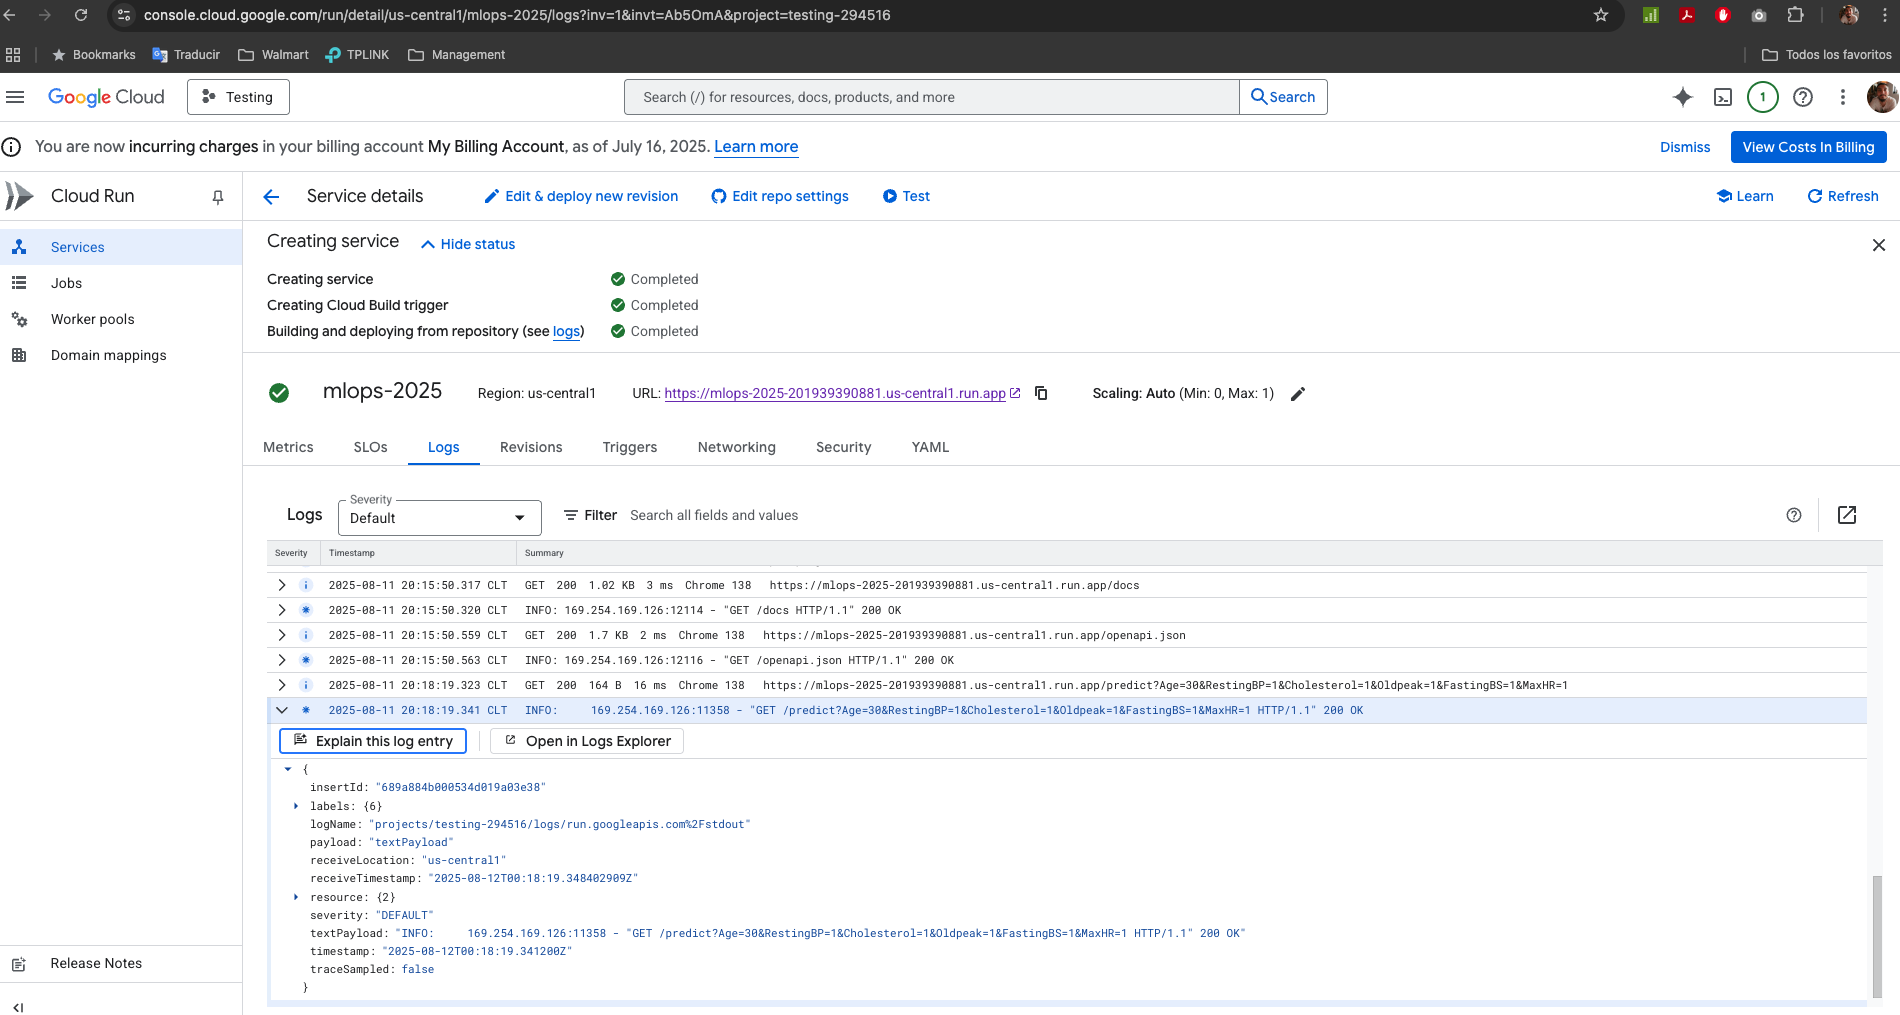 console.cloud.google.com/run/detail/us-central1/mlops-2025/logs?inv=1&invt=Ab5OmA&project=testing-294516
Bookmarks Traducir Walmart TPLINK Management Todos los favoritos
Google Cloud Testing Search (/) for resources, docs, products, and more Search 1
You are now incurring charges in your billing account My Billing Account, as of July 16, 2025. Learn more Dismiss View Costs In Billing
Cloud Run Service details Edit & deploy new revision Edit repo settings Test Learn Refresh
Services
Jobs
Worker pools
Domain mappings
Release Notes
Creating service Hide status
Creating service Completed
Creating Cloud Build trigger Completed
Building and deploying from repository (see logs) Completed
mlops-2025 Region: us-central1 URL: https://mlops-2025-201939390881.us-central1.run.app Scaling: Auto (Min: 0, Max: 1)
Metrics SLOs Logs Revisions Triggers Networking Security YAML
Logs Severity Default Filter Search all fields and values
Severity Timestamp Summary
2025-08-11 20:15:50.317 CLT GET 200 1.02 KB 3 ms Chrome 138 https://mlops-2025-201939390881.us-central1.run.app/docs
2025-08-11 20:15:50.320 CLT INFO: 169.254.169.126:12114 - "GET /docs HTTP/1.1" 200 OK
2025-08-11 20:15:50.559 CLT GET 200 1.7 KB 2 ms Chrome 138 https://mlops-2025-201939390881.us-central1.run.app/openapi.json
2025-08-11 20:15:50.563 CLT INFO: 169.254.169.126:12116 - "GET /openapi.json HTTP/1.1" 200 OK
2025-08-11 20:18:19.323 CLT GET 200 164 B 16 ms Chrome 138 https://mlops-2025-201939390881.us-central1.run.app/predict?Age=30&RestingBP=1&Cholesterol=1&Oldpeak=1&FastingBS=1&MaxHR=1
2025-08-11 20:18:19.341 CLT INFO: 169.254.169.126:11358 - "GET /predict?Age=30&RestingBP=1&Cholesterol=1&Oldpeak=1&FastingBS=1&MaxHR=1 HTTP/1.1" 200 OK
Explain this log entry Open in Logs Explorer
{
insertId: "689a884b000534d019a03e38"
labels: {6}
logName: "projects/testing-294516/logs/run.googleapis.com%2Fstdout"
payload: "textPayload"
receiveLocation: "us-central1"
receiveTimestamp: "2025-08-12T00:18:19.348402909Z"
resource: {2}
severity: "DEFAULT"
textPayload: "INFO: 169.254.169.126:11358 - "GET /predict?Age=30&RestingBP=1&Cholesterol=1&Oldpeak=1&FastingBS=1&MaxHR=1 HTTP/1.1" 200 OK"
timestamp: "2025-08-12T00:18:19.341200Z"
traceSampled: false
}